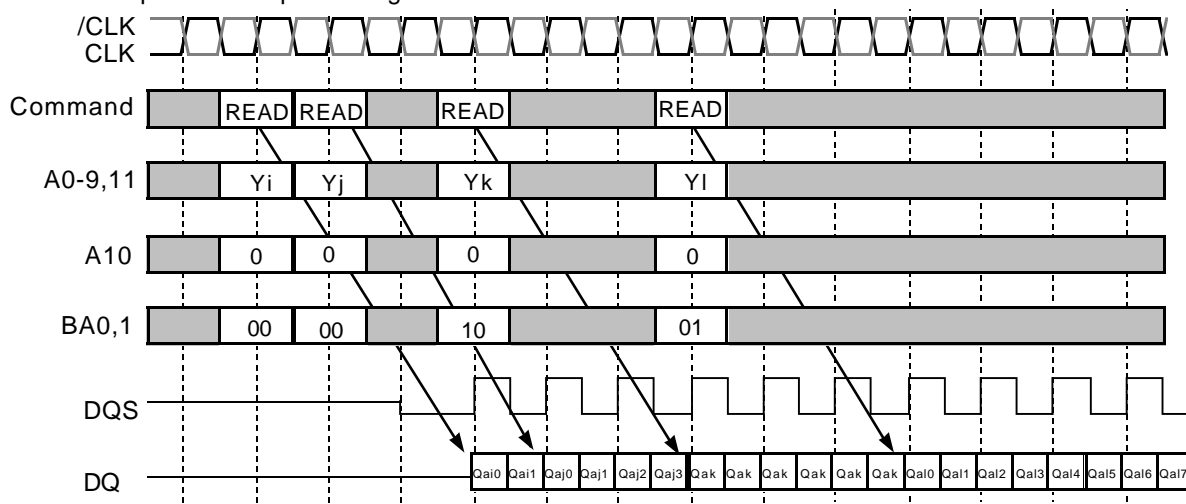 /CLK
CLK
Command READ READ READ READ
A0-9,11 Yi Yj Yk Yl
A10 0 0 0 0
BA0,1 00 00 10 01
DQS
DQ Qai0 Qai1 Qaj0 Qaj1 Qaj2 Qaj3 Qak Qak Qak Qak Qak Qak Qal0 Qal1 Qal2 Qal3 Qal4 Qal5 Qal6 Qal7